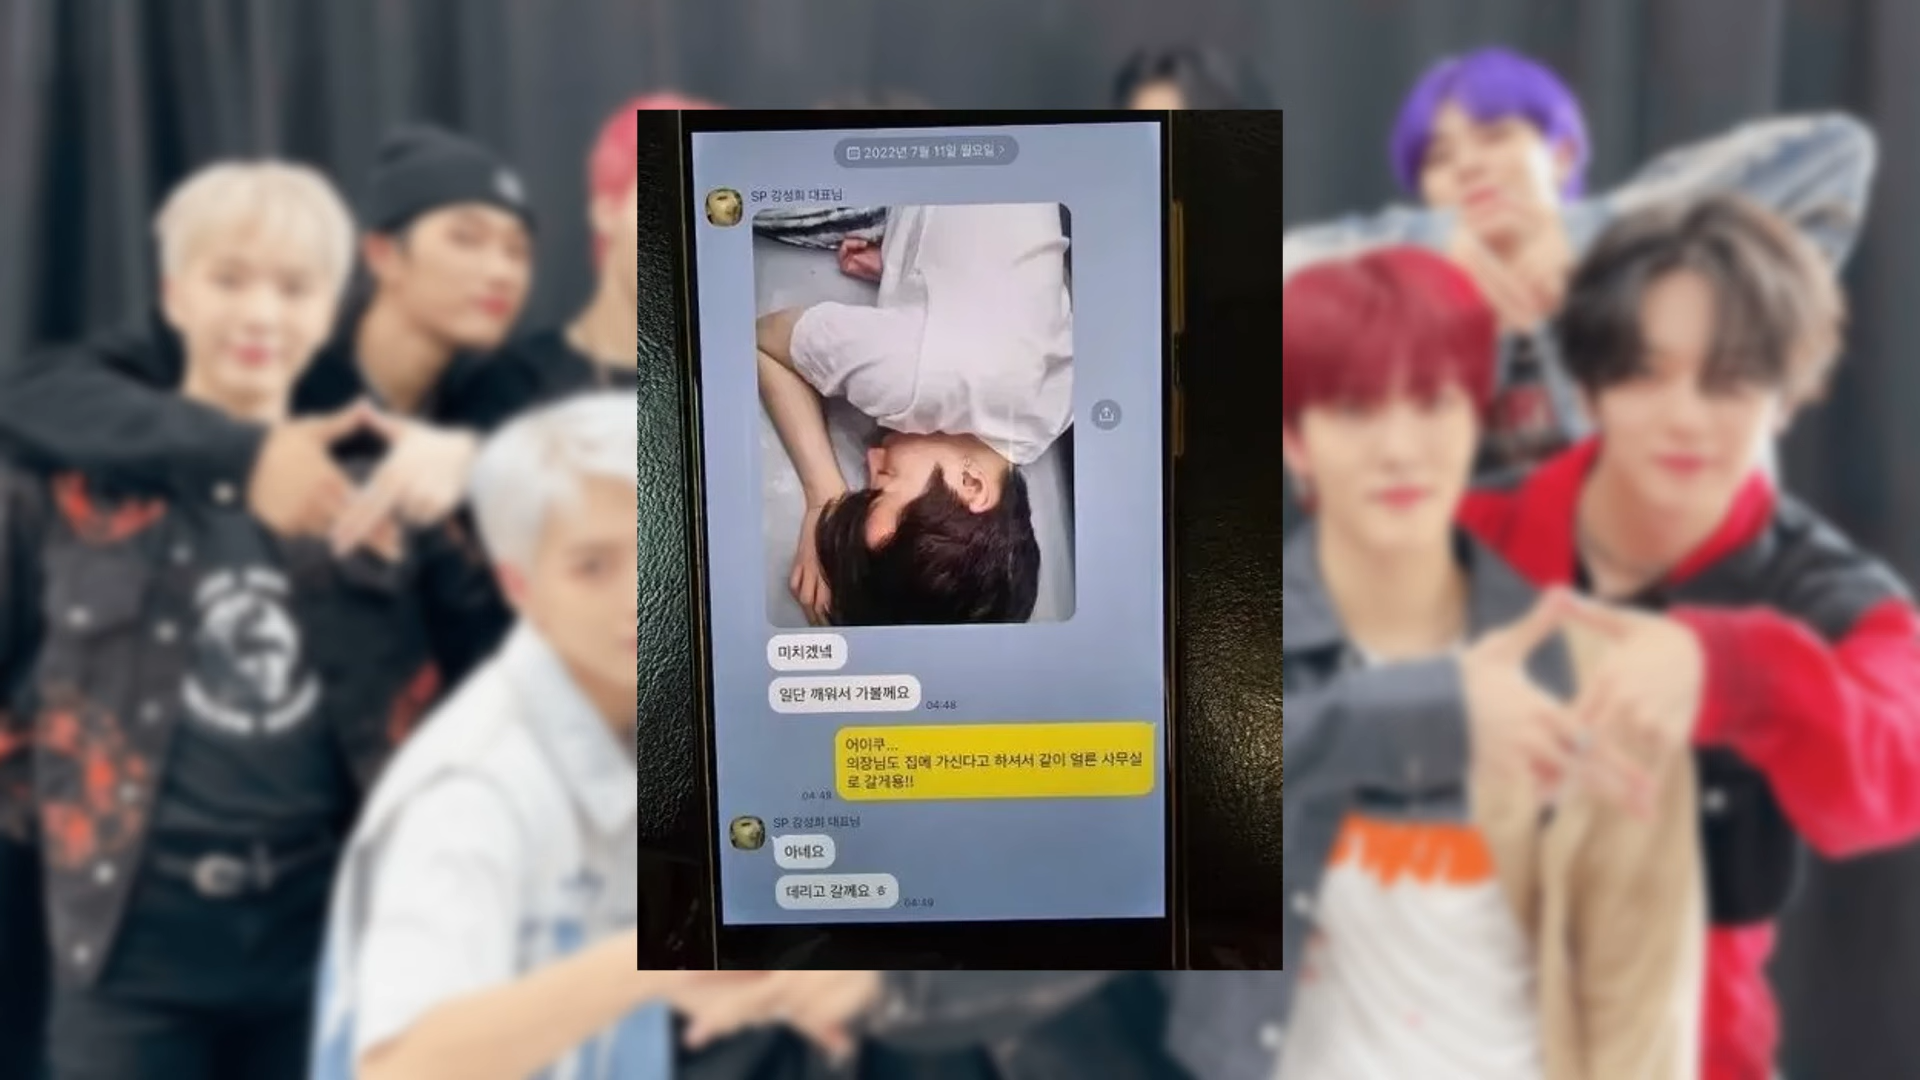 2022년 7월 11일 월요일 >
SP 강성희 대표님
미치겠네
일단 깨워서 가볼께요
04:48
어이쿠...
의장님도 집에 가신다고 하셔서 같이 얼른 사무실
로 갈게용!!
04:49
SP 강성희 대표님
아네요
데리고 갈께요 ㅎ
04:49